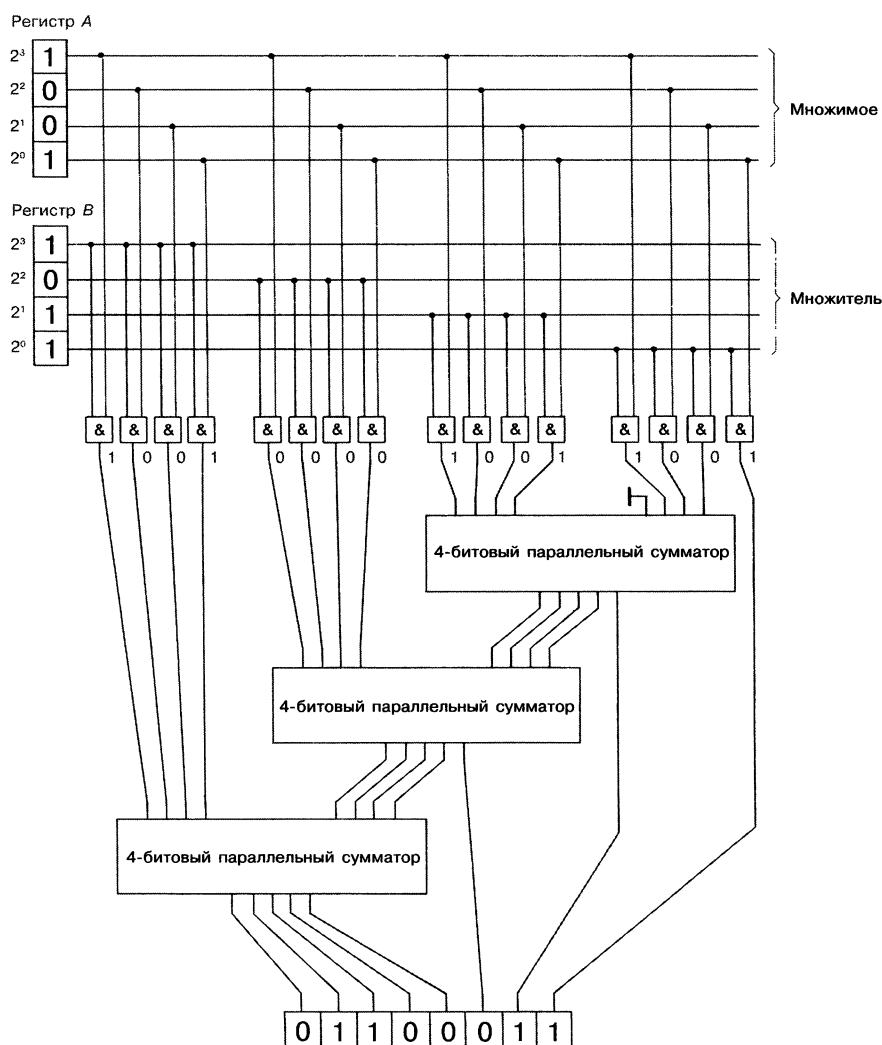 Регистр A
2³ 1
2² 0
2¹ 0
2⁰ 1
Множимое
Регистр B
2³ 1
2² 0
2¹ 1
2⁰ 1
Множитель
& & & & & & & & & & & & & & & &
1 0 0 1 0 0 0 0 1 0 0 1 1 0 0 1
4-битовый параллельный сумматор
4-битовый параллельный сумматор
4-битовый параллельный сумматор
0 1 1 0 0 0 1 1